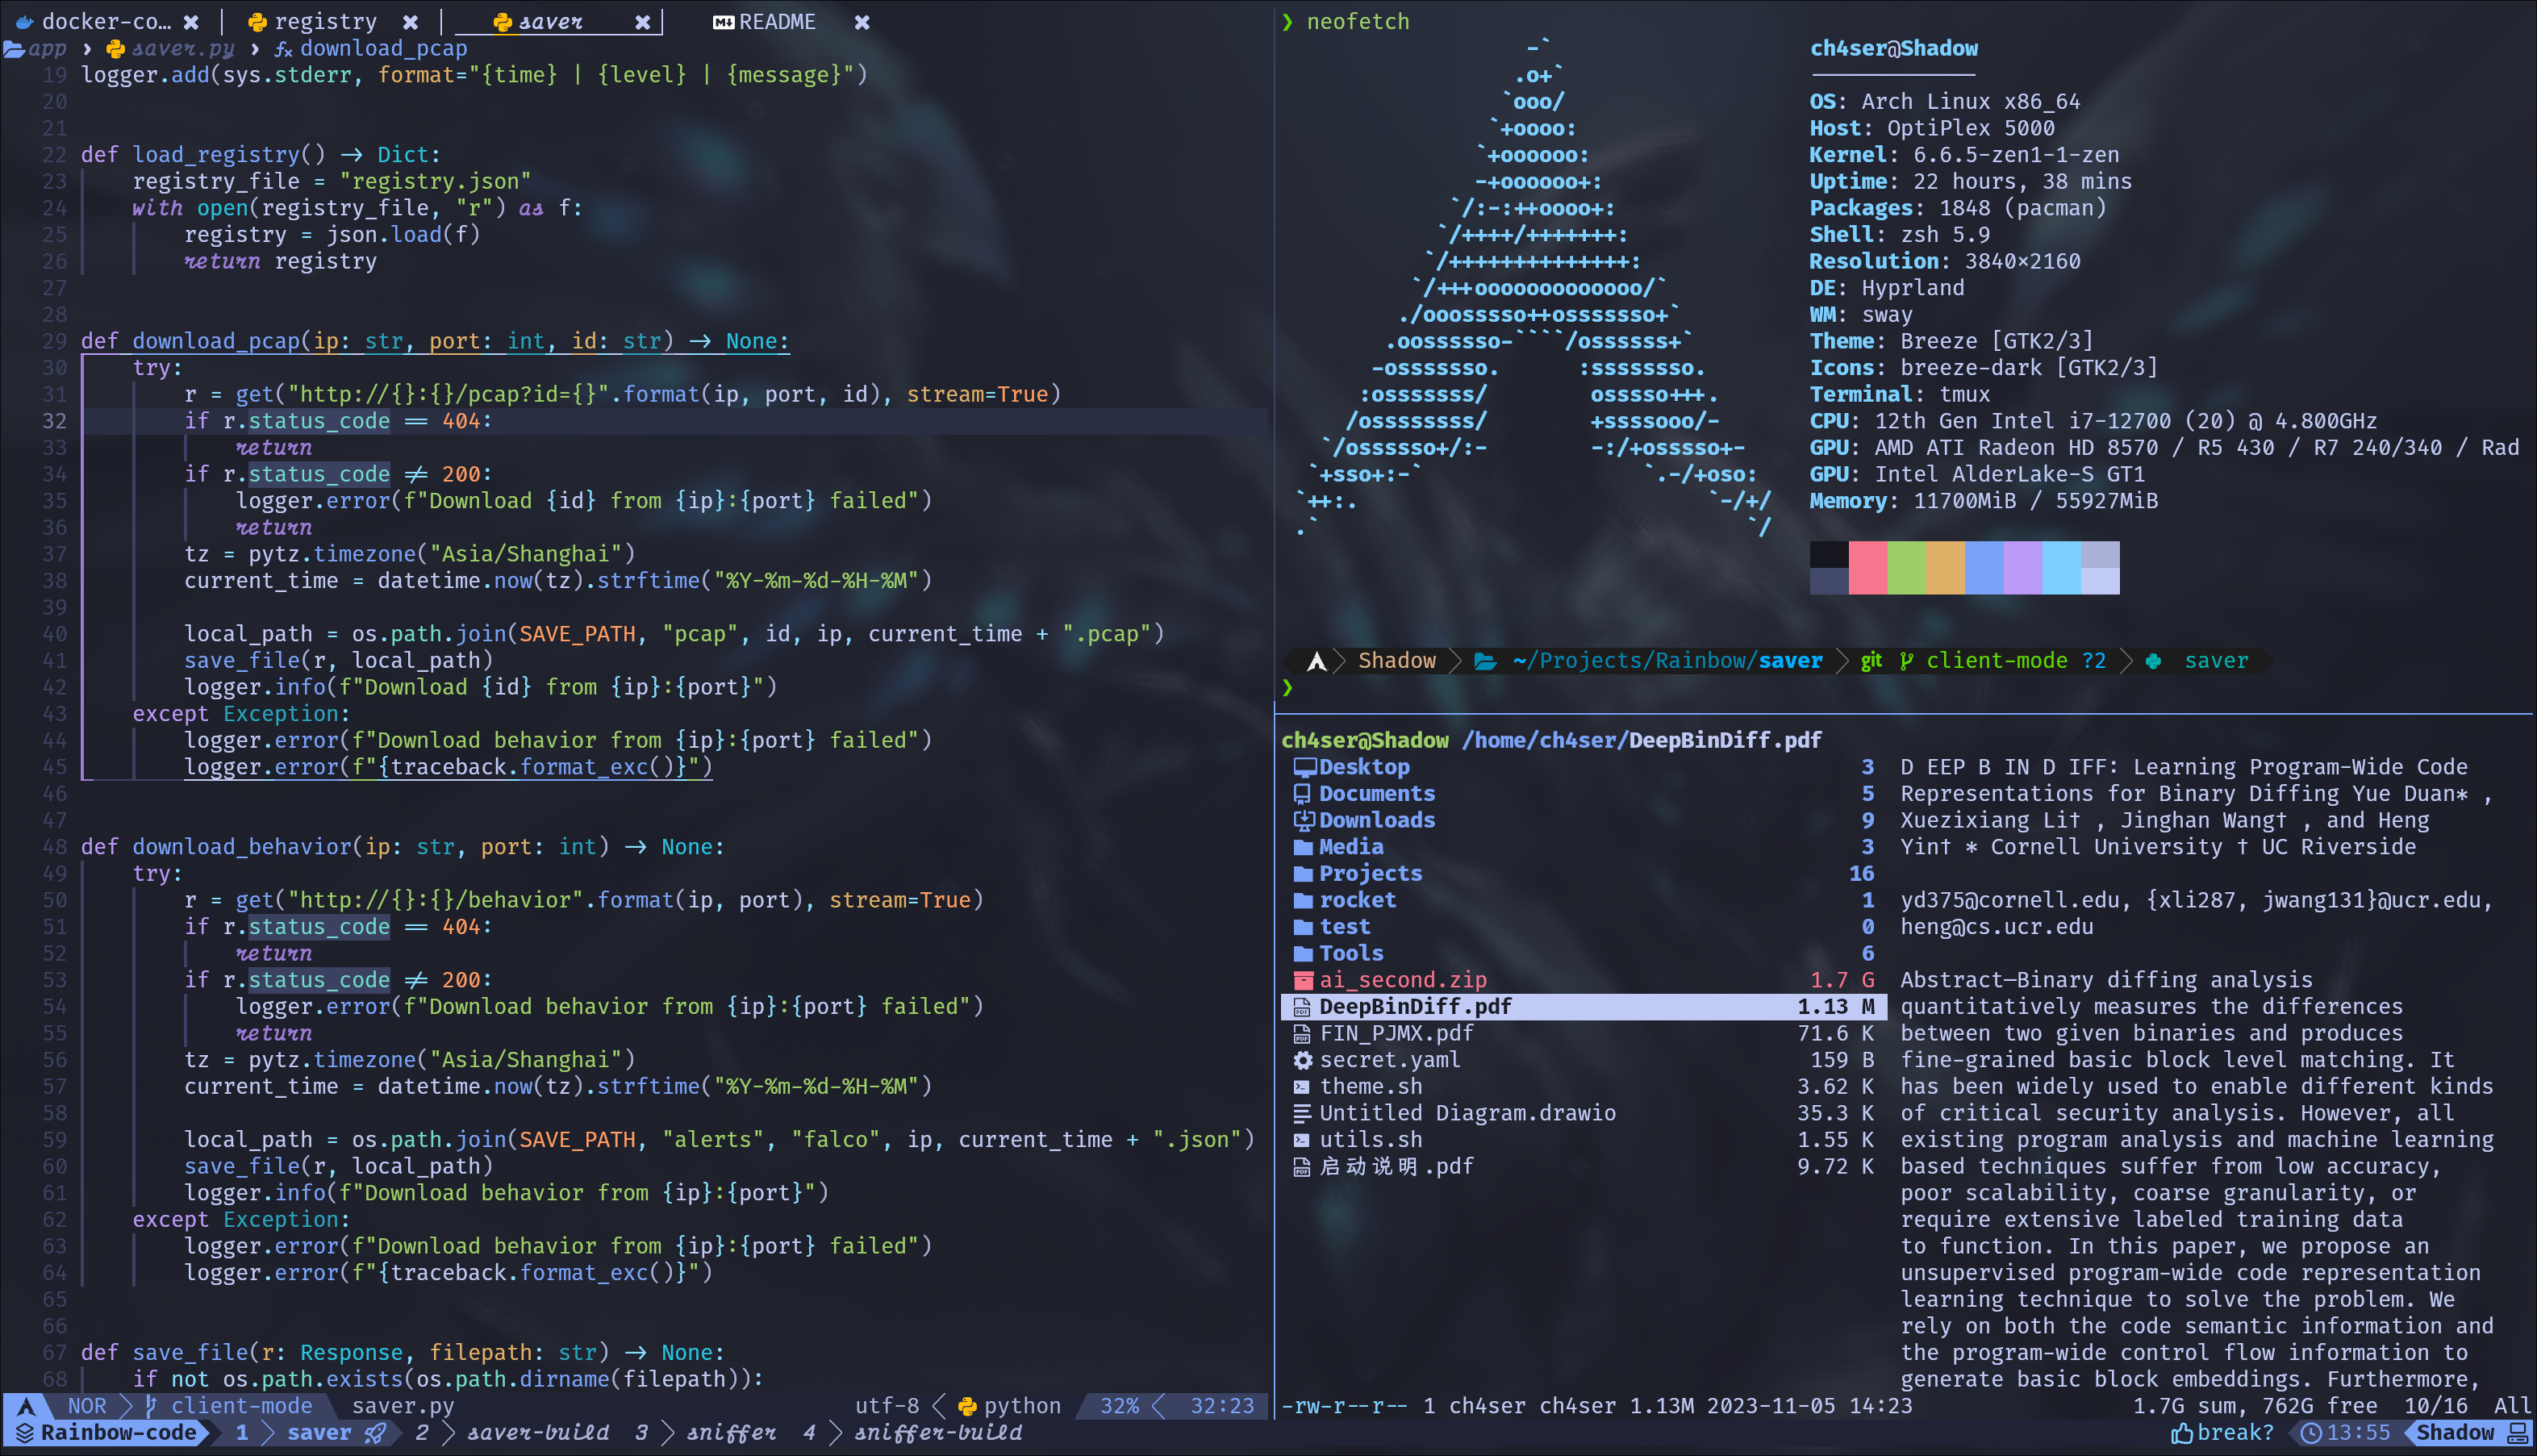 docker-co… ✖ │ registry ✖ │ saver ✖ │ README ✖
app › saver.py › download_pcap
19 logger.add(sys.stderr, format="{time} | {level} | {message}")
20
21
22 def load_registry() -> Dict:
23     registry_file = "registry.json"
24     with open(registry_file, "r") as f:
25         registry = json.load(f)
26         return registry
27
28
29 def download_pcap(ip: str, port: int, id: str) -> None:
30     try:
31         r = get("http://{}:{}/pcap?id={}".format(ip, port, id), stream=True)
32         if r.status_code == 404:
33             return
34         if r.status_code != 200:
35             logger.error(f"Download {id} from {ip}:{port} failed")
36             return
37         tz = pytz.timezone("Asia/Shanghai")
38         current_time = datetime.now(tz).strftime("%Y-%m-%d-%H-%M")
39
40         local_path = os.path.join(SAVE_PATH, "pcap", id, ip, current_time + ".pcap")
41         save_file(r, local_path)
42         logger.info(f"Download {id} from {ip}:{port}")
43     except Exception:
44         logger.error(f"Download behavior from {ip}:{port} failed")
45         logger.error(f"{traceback.format_exc()}")
46
47
48 def download_behavior(ip: str, port: int) -> None:
49     try:
50         r = get("http://{}:{}/behavior".format(ip, port), stream=True)
51         if r.status_code == 404:
52             return
53         if r.status_code != 200:
54             logger.error(f"Download behavior from {ip}:{port} failed")
55             return
56         tz = pytz.timezone("Asia/Shanghai")
57         current_time = datetime.now(tz).strftime("%Y-%m-%d-%H-%M")
58
59         local_path = os.path.join(SAVE_PATH, "alerts", "falco", ip, current_time + ".json")
60         save_file(r, local_path)
61         logger.info(f"Download behavior from {ip}:{port}")
62     except Exception:
63         logger.error(f"Download behavior from {ip}:{port} failed")
64         logger.error(f"{traceback.format_exc()}")
65
66
67 def save_file(r: Response, filepath: str) -> None:
68     if not os.path.exists(os.path.dirname(filepath)):
NOR client-mode saver.py utf-8 python 32% 32:23
❯ neofetch
-`
.o+`
`ooo/
`+oooo:
`+oooooo:
-+oooooo+:
`/:-:++oooo+:
`/++++/+++++++:
`/++++++++++++++:
`/+++ooooooooooooo/`
./ooosssso++osssssso+`
.oossssso-````/ossssss+`
-osssssso.      :ssssssso.
:osssssss/        osssso+++.
/ossssssss/        +ssssooo/-
`/ossssso+/:-        -:/+osssso+-
`+sso+:-`                 `.-/+oso:
`++:.                           `-/+/
.`                                 `/
ch4ser@Shadow
-------------
OS: Arch Linux x86_64
Host: OptiPlex 5000
Kernel: 6.6.5-zen1-1-zen
Uptime: 22 hours, 38 mins
Packages: 1848 (pacman)
Shell: zsh 5.9
Resolution: 3840x2160
DE: Hyprland
WM: sway
Theme: Breeze [GTK2/3]
Icons: breeze-dark [GTK2/3]
Terminal: tmux
CPU: 12th Gen Intel i7-12700 (20) @ 4.800GHz
GPU: AMD ATI Radeon HD 8570 / R5 430 / R7 240/340 / Rad
GPU: Intel AlderLake-S GT1
Memory: 11700MiB / 55927MiB
Shadow ~/Projects/Rainbow/saver git client-mode ?2 saver
❯
ch4ser@Shadow /home/ch4ser/DeepBinDiff.pdf
Desktop 3
Documents 5
Downloads 9
Media 3
Projects 16
rocket 1
test 0
Tools 6
ai_second.zip 1.7 G
DeepBinDiff.pdf 1.13 M
FIN_PJMX.pdf 71.6 K
secret.yaml 159 B
theme.sh 3.62 K
Untitled Diagram.drawio 35.3 K
utils.sh 1.55 K
启动说明.pdf 9.72 K
D EEP B IN D IFF: Learning Program-Wide Code
Representations for Binary Diffing Yue Duan* ,
Xuezixiang Li† , Jinghan Wang† , and Heng
Yin† * Cornell University † UC Riverside
yd375@cornell.edu, {xli287, jwang131}@ucr.edu,
heng@cs.ucr.edu
Abstract—Binary diffing analysis
quantitatively measures the differences
between two given binaries and produces
fine-grained basic block level matching. It
has been widely used to enable different kinds
of critical security analysis. However, all
existing program analysis and machine learning
based techniques suffer from low accuracy,
poor scalability, coarse granularity, or
require extensive labeled training data
to function. In this paper, we propose an
unsupervised program-wide code representation
learning technique to solve the problem. We
rely on both the code semantic information and
the program-wide control flow information to
generate basic block embeddings. Furthermore,
-rw-r--r-- 1 ch4ser ch4ser 1.13M 2023-11-05 14:23 1.7G sum, 762G free 10/16 All
Rainbow-code 1 saver 2 saver-build 3 sniffer 4 sniffer-build break? 13:55 Shadow